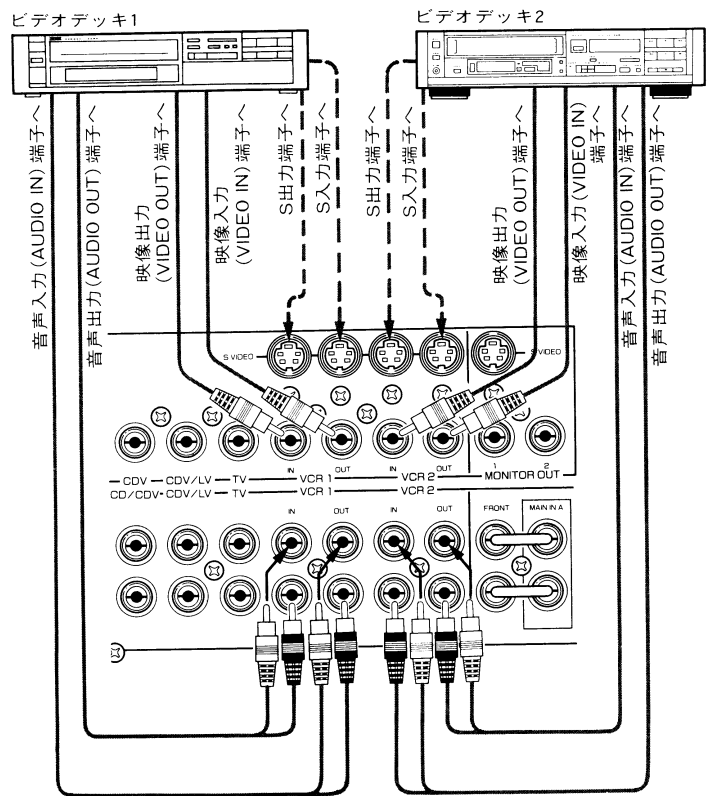 ビデオデッキ1
ビデオデッキ2
音声入力(AUDIO IN)端子へ
音声出力(AUDIO OUT)端子へ
映像出力
(VIDEO OUT)端子へ
映像入力
(VIDEO IN)端子へ
S出力端子へ
S入力端子へ
S出力端子へ
S入力端子へ
映像出力
(VIDEO OUT)端子へ
映像入力(VIDEO IN)
端子へ
音声入力(AUDIO IN)端子へ
音声出力(AUDIO OUT)端子へ
S VIDEO
S VIDEO
IN OUT IN OUT 1 2
CDV CDV/LV TV VCR 1 VCR 2 MONITOR OUT
CD/CDV CDV/LV TV VCR 1 VCR 2
IN OUT IN OUT FRONT MAIN IN A